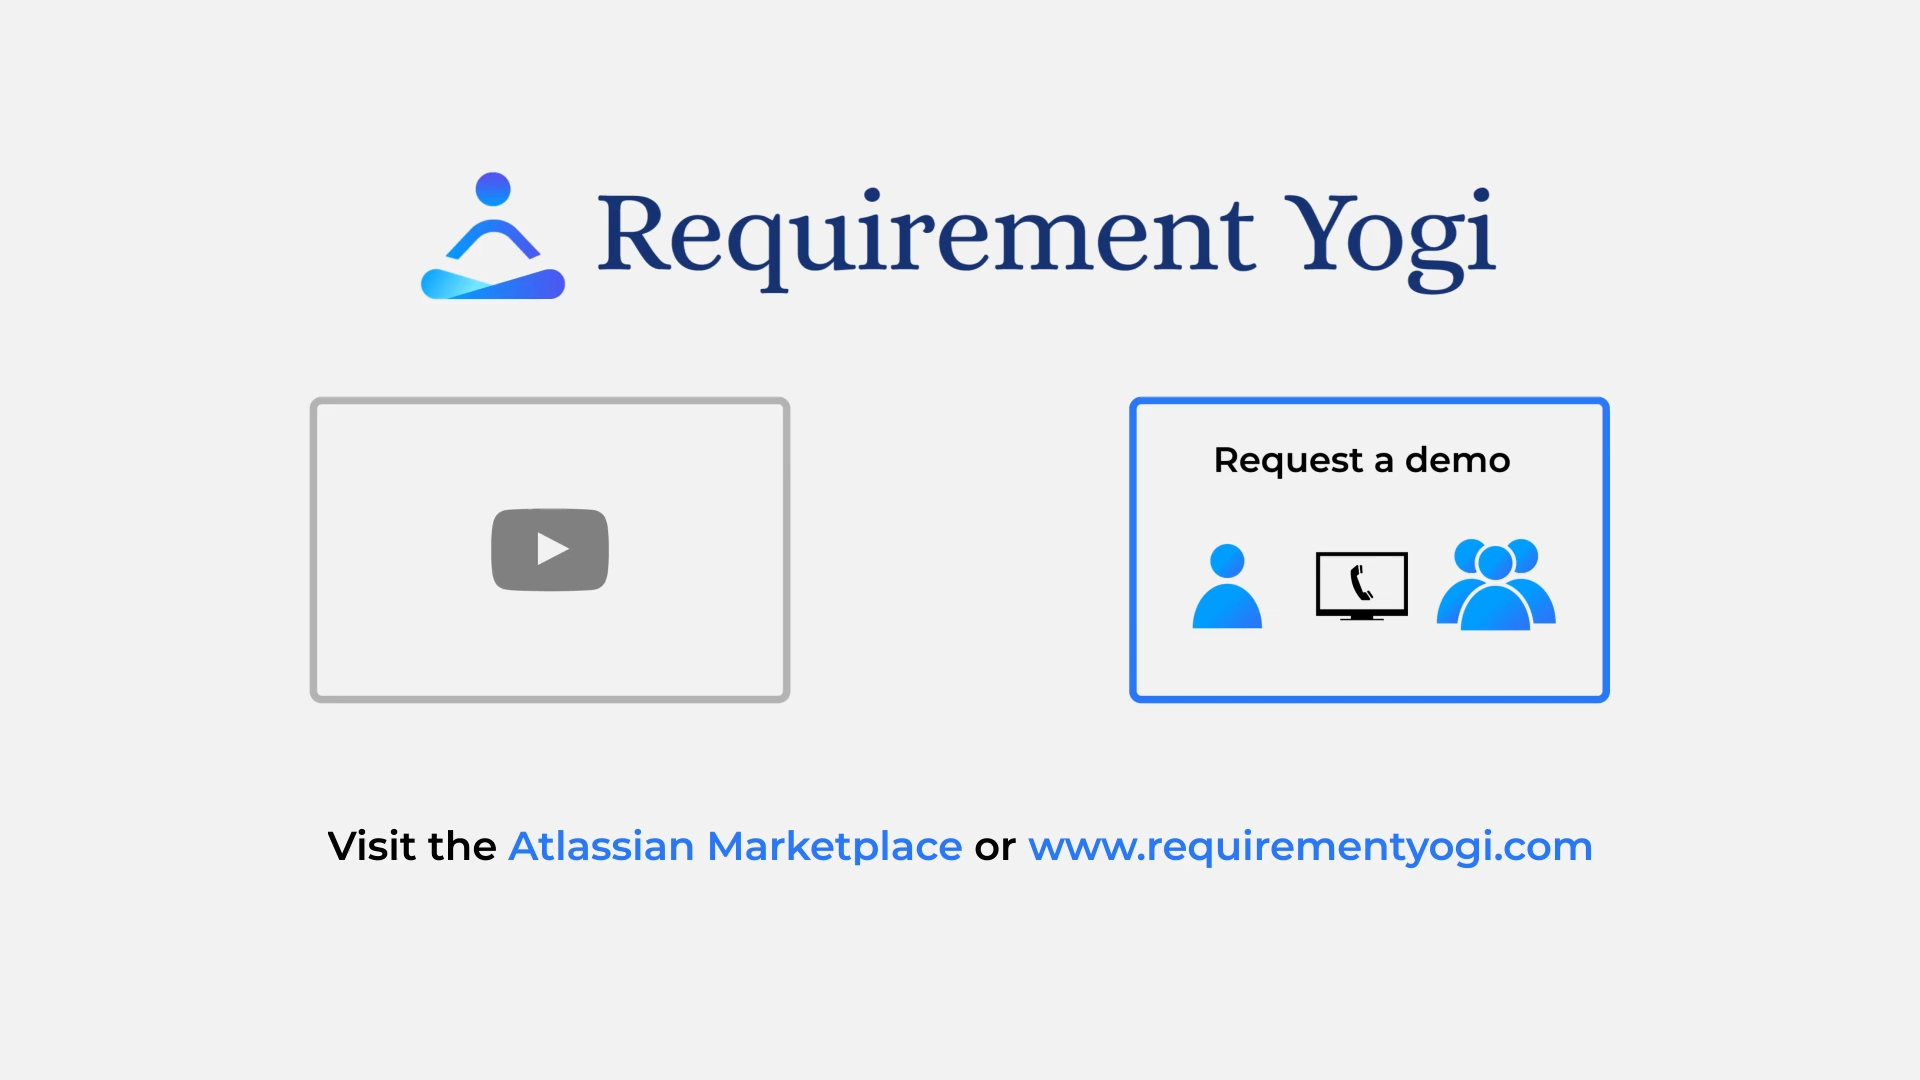 Requirement Yogi
Request a demo
Visit the Atlassian Marketplace or www.requirementyogi.com